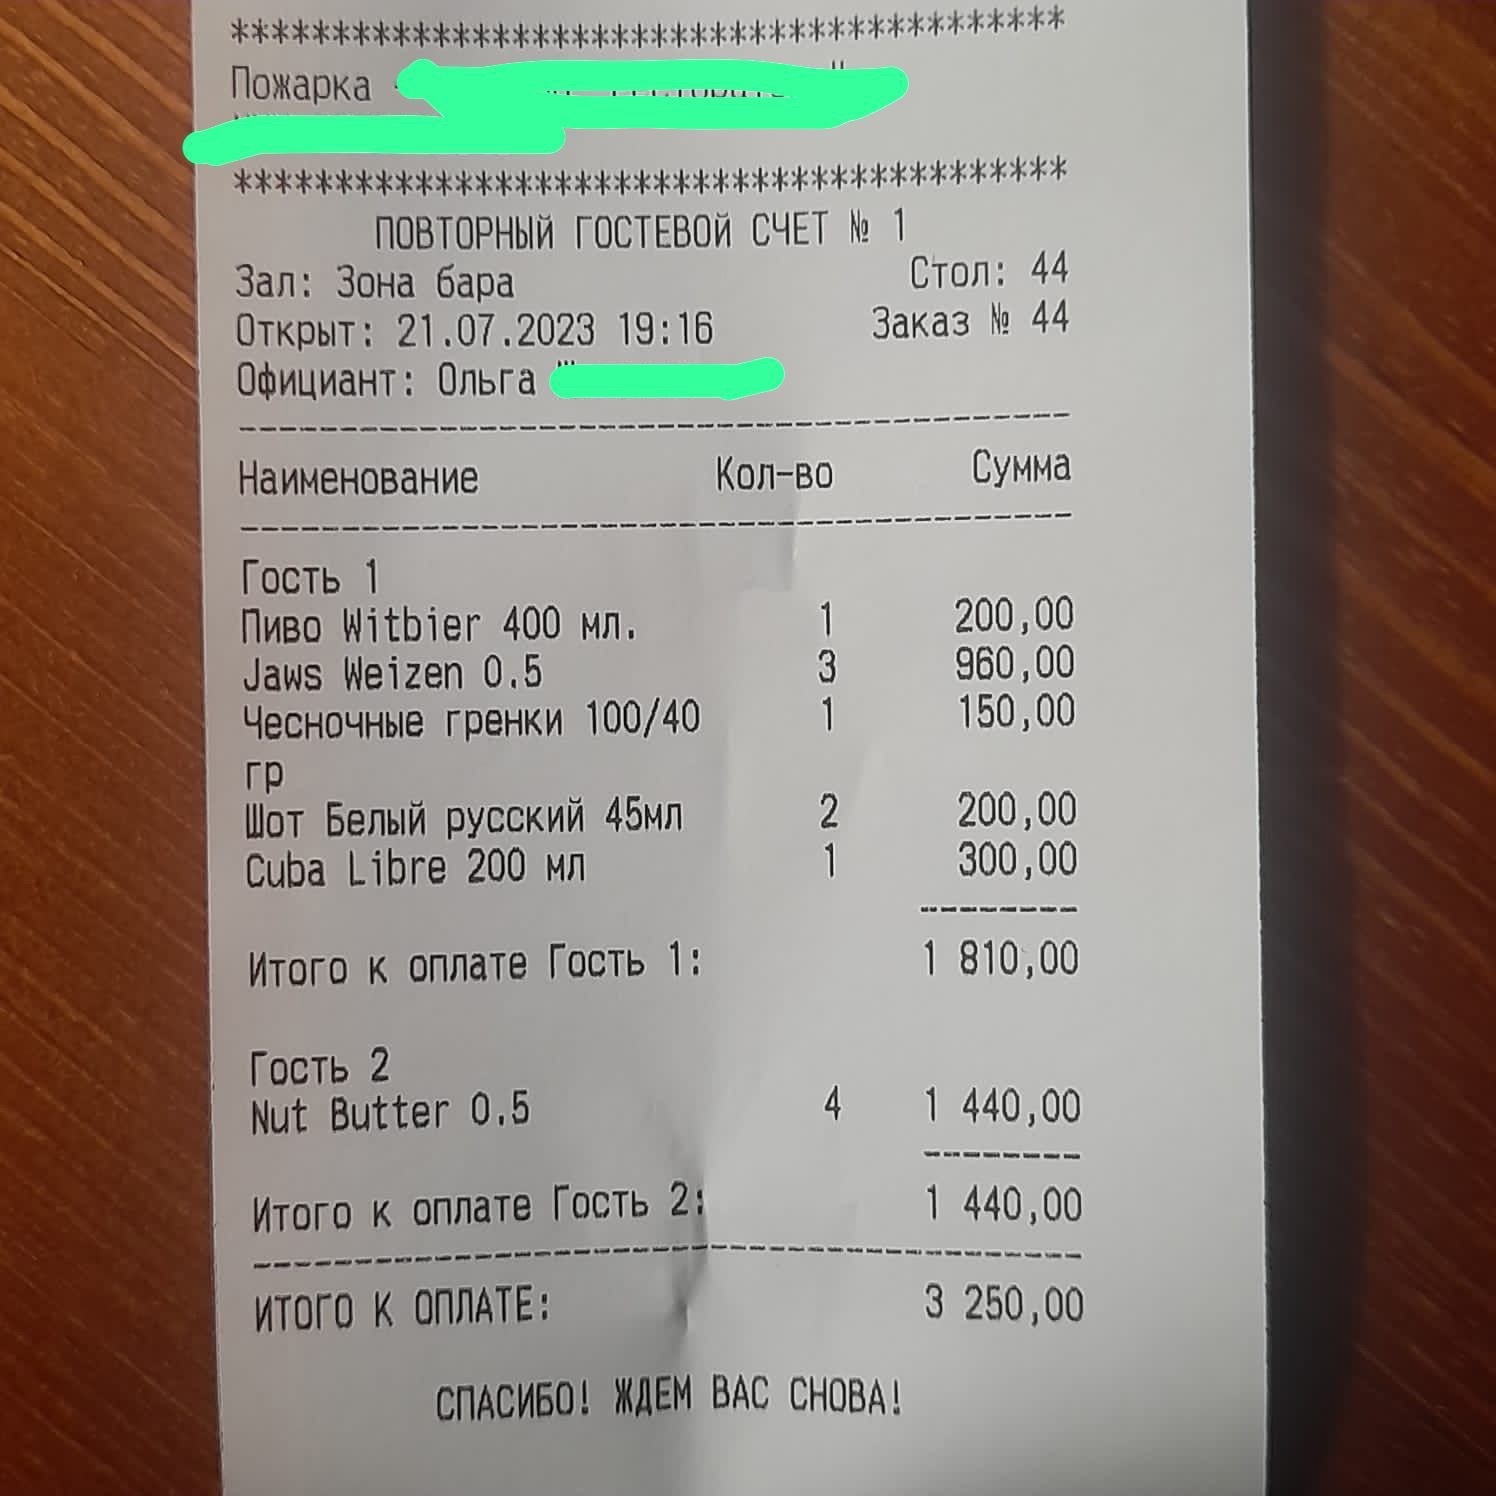 ******************************************
Пожарка
******************************************
ПОВТОРНЫЙ ГОСТЕВОЙ СЧЕТ № 1
Зал: Зона бара Стол: 44
Открыт: 21.07.2023 19:16 Заказ № 44
Официант: Ольга
Наименование Кол-во Сумма
Гость 1
Пиво Witbier 400 мл. 1 200,00
Jaws Weizen 0.5 3 960,00
Чесночные гренки 100/40 1 150,00
гр
Шот Белый русский 45мл 2 200,00
Cuba Libre 200 мл 1 300,00
Итого к оплате Гость 1: 1 810,00
Гость 2
Nut Butter 0.5 4 1 440,00
Итого к оплате Гость 2: 1 440,00
ИТОГО К ОПЛАТЕ: 3 250,00
СПАСИБО! ЖДЕМ ВАС СНОВА!